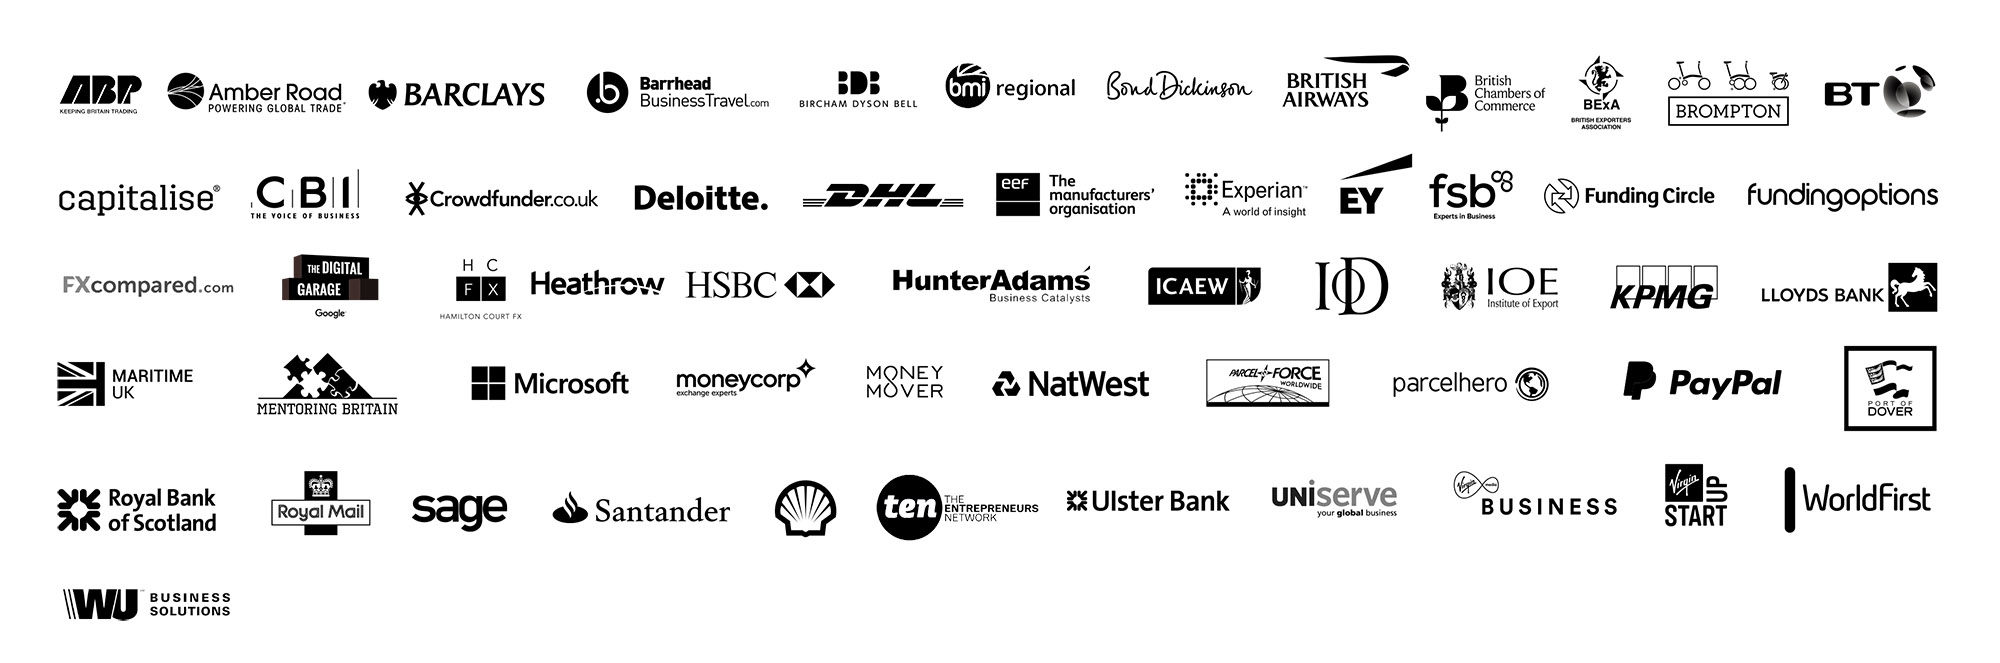 ABP
KEEPING BRITAIN TRADING
Amber Road
POWERING GLOBAL TRADE
BARCLAYS
b
Barrhead
BusinessTravel.com
BDB
BIRCHAM DYSON BELL
bmi regional
Bond Dickinson
BRITISH
AIRWAYS
British
Chambers of
Commerce
BExA
BRITISH EXPORTERS
ASSOCIATION
BROMPTON
BT
capitalise®
CBI
THE VOICE OF BUSINESS
Crowdfunder.co.uk
Deloitte.
DHL
eef
The
manufacturers'
organisation
Experian™
A world of insight
EY
fsb
Experts in Business
Funding Circle
fundingoptions
FXcompared.com
THE DIGITAL
GARAGE
Google
H C
F X
HAMILTON COURT FX
Heathrow
HSBC
HunterAdams
Business Catalysts
ICAEW
IOD
IOE
Institute of Export
KPMG
LLOYDS BANK
MARITIME
UK
MENTORING BRITAIN
Microsoft
moneycorp
exchange experts
MONEY
MOVER
NatWest
PARCEL FORCE
WORLDWIDE
parcelhero
PayPal
PORT OF
DOVER
Royal Bank
of Scotland
Royal Mail
sage
Santander
ten
THE
ENTREPRENEURS
NETWORK
Ulster Bank
UNIserve
your global business
Virgin media
BUSINESS
Virgin
START UP
WorldFirst
WU
BUSINESS
SOLUTIONS